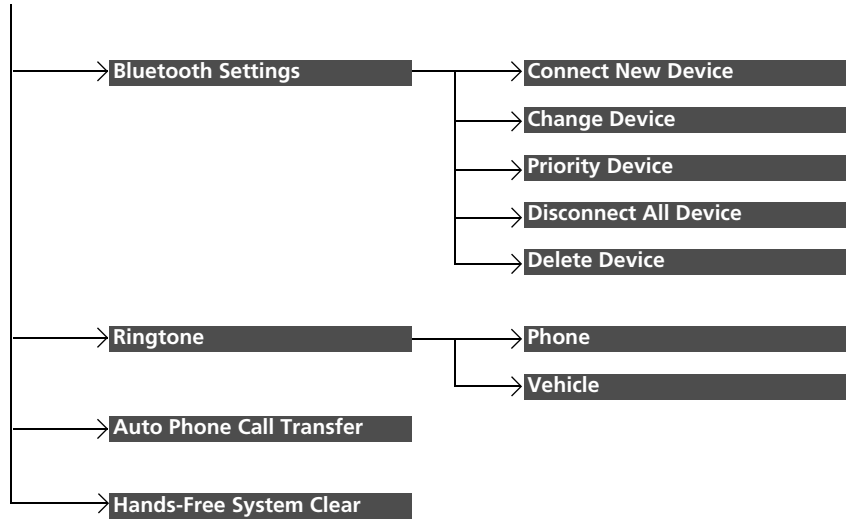 Bluetooth Settings
Connect New Device
Change Device
Priority Device
Disconnect All Device
Delete Device
Ringtone
Phone
Vehicle
Auto Phone Call Transfer
Hands-Free System Clear